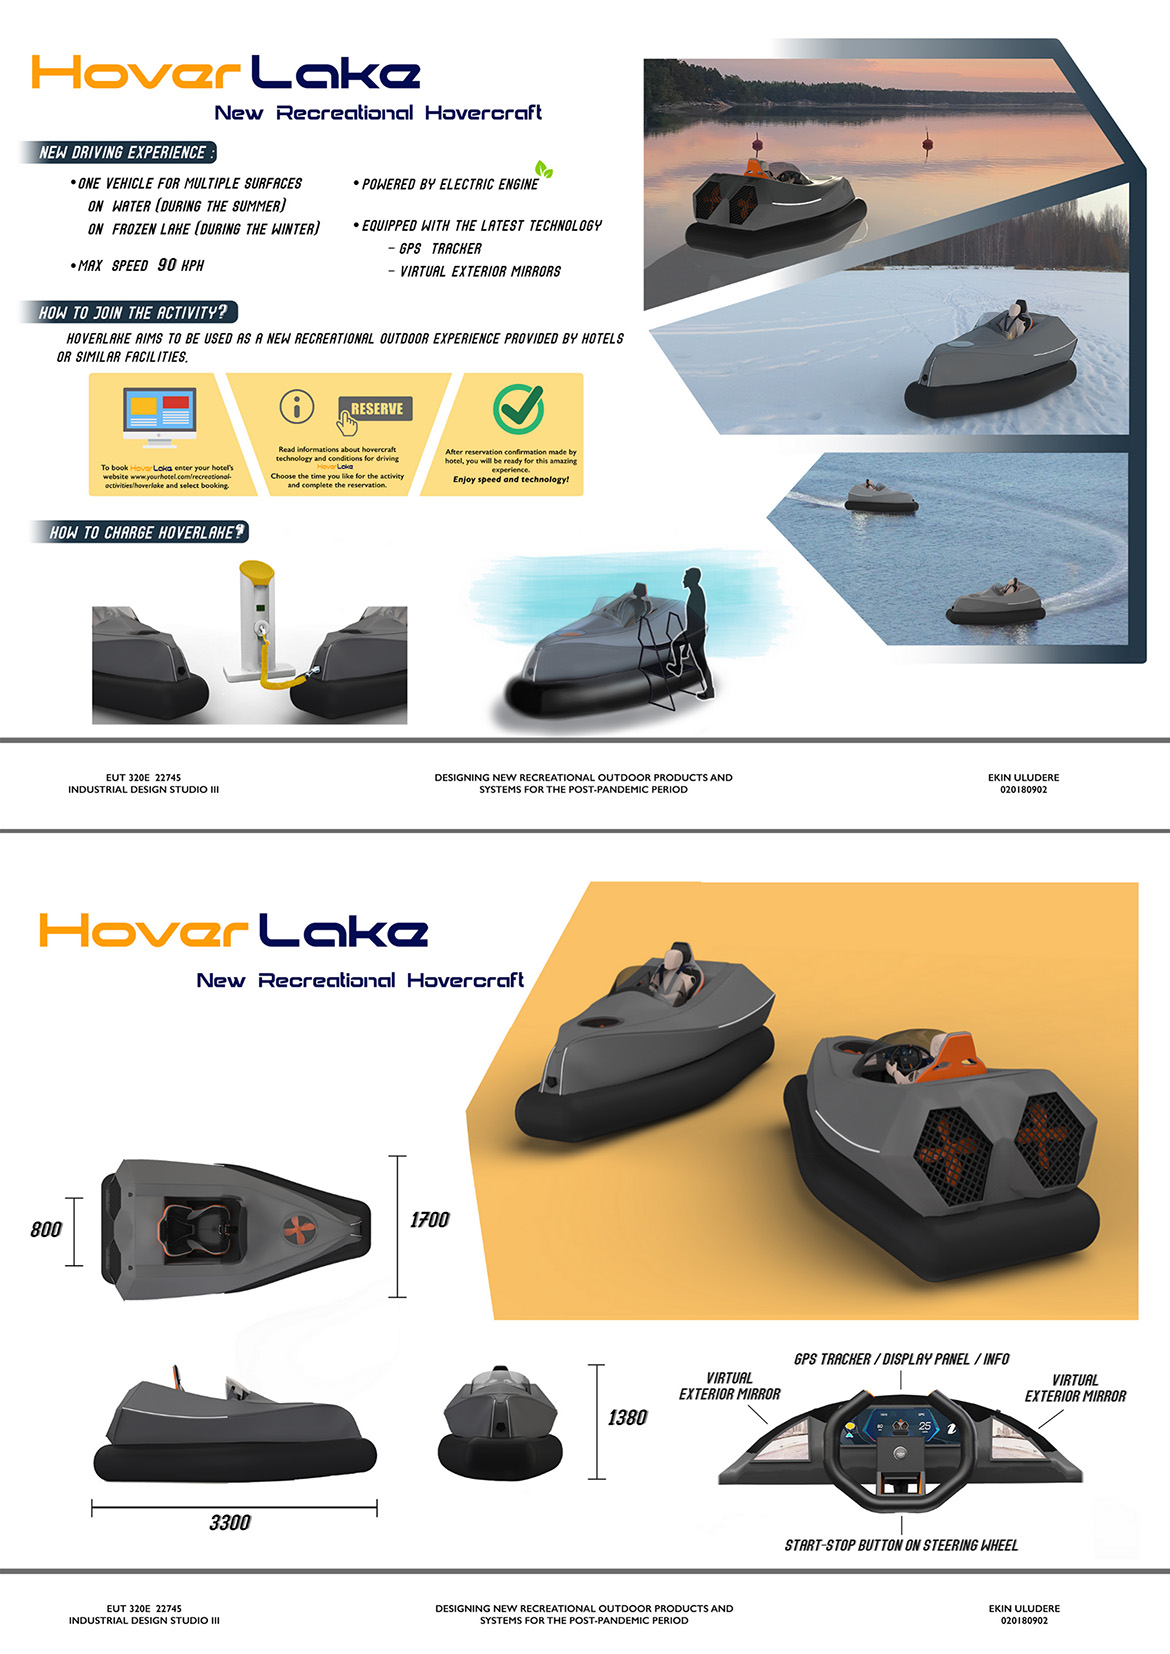 Hover Lake
New Recreational Hovercraft
NEW DRIVING EXPERIENCE :
• ONE VEHICLE FOR MULTIPLE SURFACES
ON WATER (DURING THE SUMMER)
ON FROZEN LAKE (DURING THE WINTER)
• MAX SPEED 90 KPH
• POWERED BY ELECTRIC ENGINE
• EQUIPPED WITH THE LATEST TECHNOLOGY
- GPS TRACKER
- VIRTUAL EXTERIOR MIRRORS
HOW TO JOIN THE ACTIVITY?
HOVERLAKE AIMS TO BE USED AS A NEW RECREATIONAL OUTDOOR EXPERIENCE PROVIDED BY HOTELS
OR SIMILAR FACILITIES.
To book HoverLake enter your hotel's
website www.yourhotel.com/recreational-
activities/hoverlake and select booking.
RESERVE
Read informations about hovercraft
technology and conditions for driving
HoverLake
Choose the time you like for the activity
and complete the reservation.
After reservation confirmation made by
hotel, you will be ready for this amazing
experience.
Enjoy speed and technology!
HOW TO CHARGE HOVERLAKE?
EUT 320E 22745
INDUSTRIAL DESIGN STUDIO III
DESIGNING NEW RECREATIONAL OUTDOOR PRODUCTS AND
SYSTEMS FOR THE POST-PANDEMIC PERIOD
EKIN ULUDERE
020180902
Hover Lake
New Recreational Hovercraft
800
1700
3300
1380
GPS TRACKER / DISPLAY PANEL / INFO
VIRTUAL
EXTERIOR MIRROR
VIRTUAL
EXTERIOR MIRROR
25
START-STOP BUTTON ON STEERING WHEEL
EUT 320E 22745
INDUSTRIAL DESIGN STUDIO III
DESIGNING NEW RECREATIONAL OUTDOOR PRODUCTS AND
SYSTEMS FOR THE POST-PANDEMIC PERIOD
EKIN ULUDERE
020180902